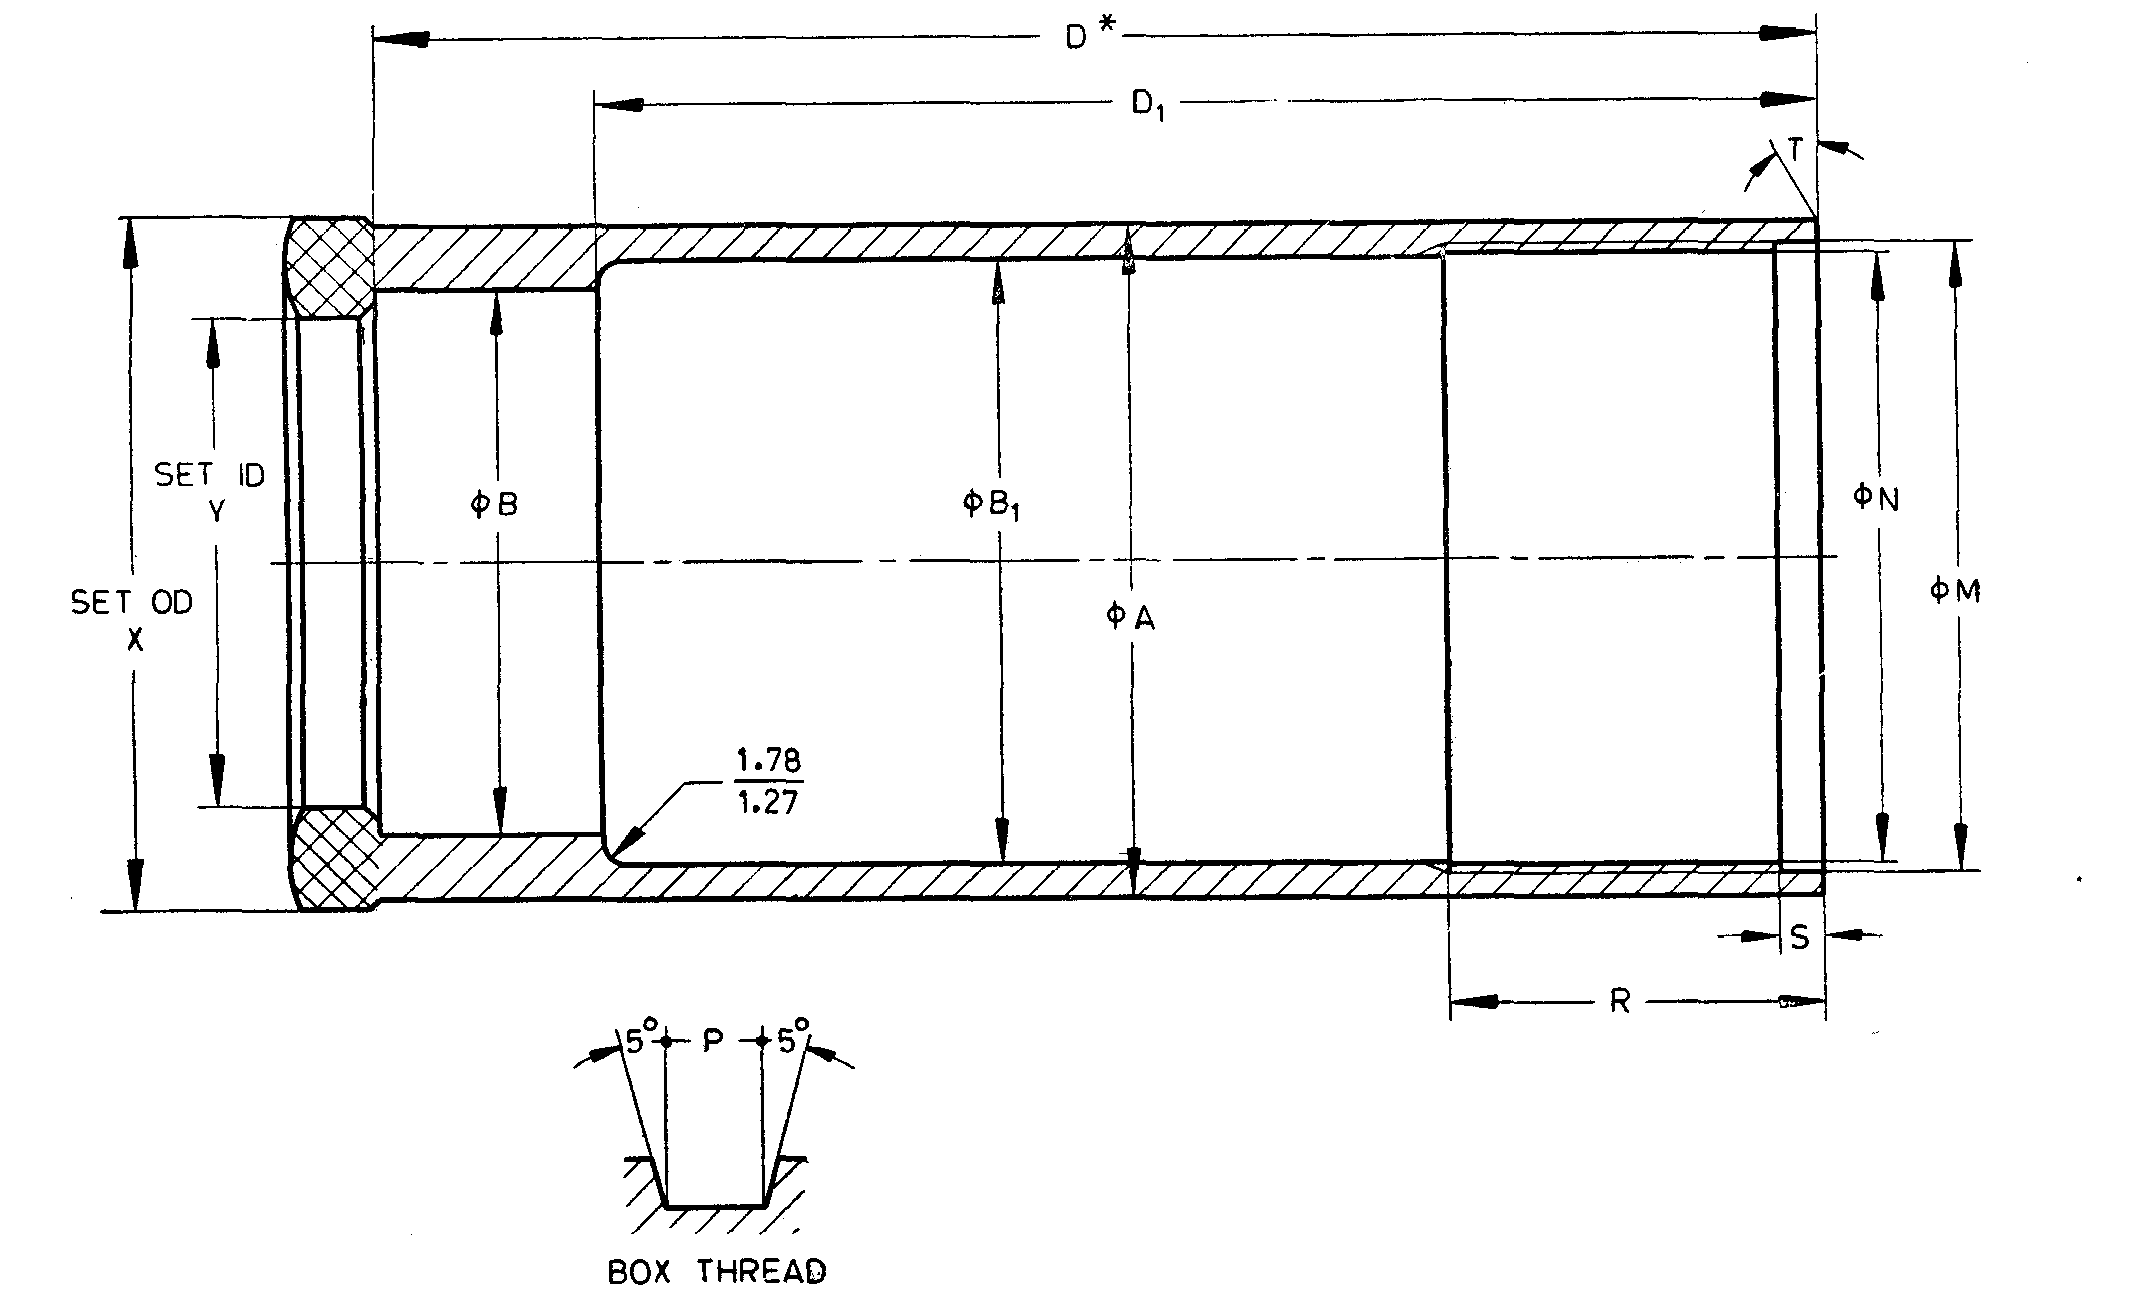 D*
D₁
T
SET ID
Y
SET OD
X
ϕB
ϕB₁
ϕA
ϕN
ϕM
1.78
1.27
S
R
5° P 5°
BOX THREAD